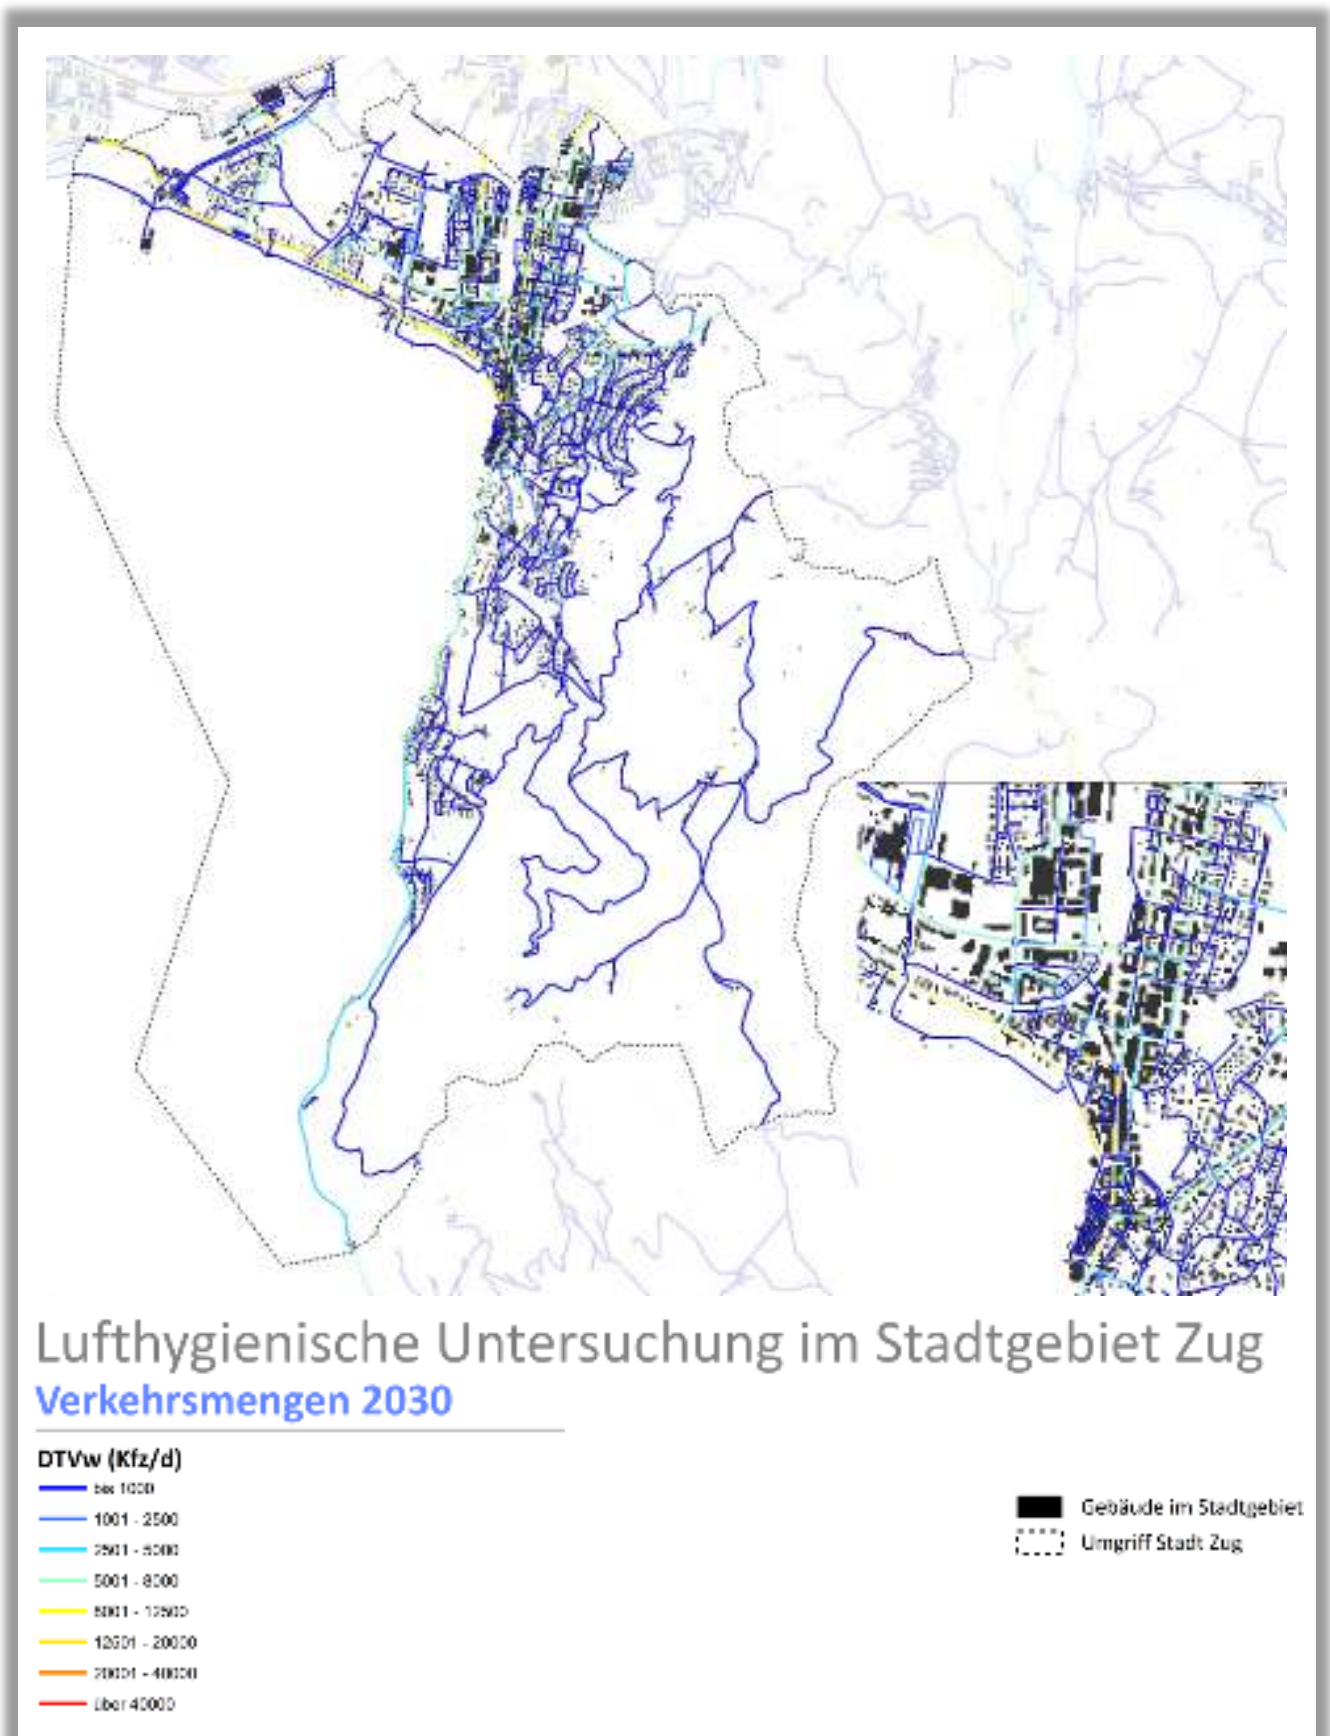 Lufthygienische Untersuchung im Stadtgebiet Zug
Verkehrsmengen 2030
DTVw (Kfz/d)
bis 1000
1001 - 2500
2501 - 5000
5001 - 8000
8001 - 12500
12501 - 20000
20001 - 40000
über 40000
Gebäude im Stadtgebiet
Umgriff Stadt Zug